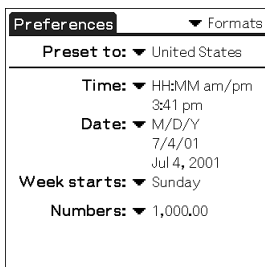 Preferences ▼ Formats
Preset to: ▼ United States
Time: ▼ HH:MM am/pm
3:41 pm
Date: ▼ M/D/Y
7/4/01
Jul 4, 2001
Week starts: ▼ Sunday
Numbers: ▼ 1,000.00